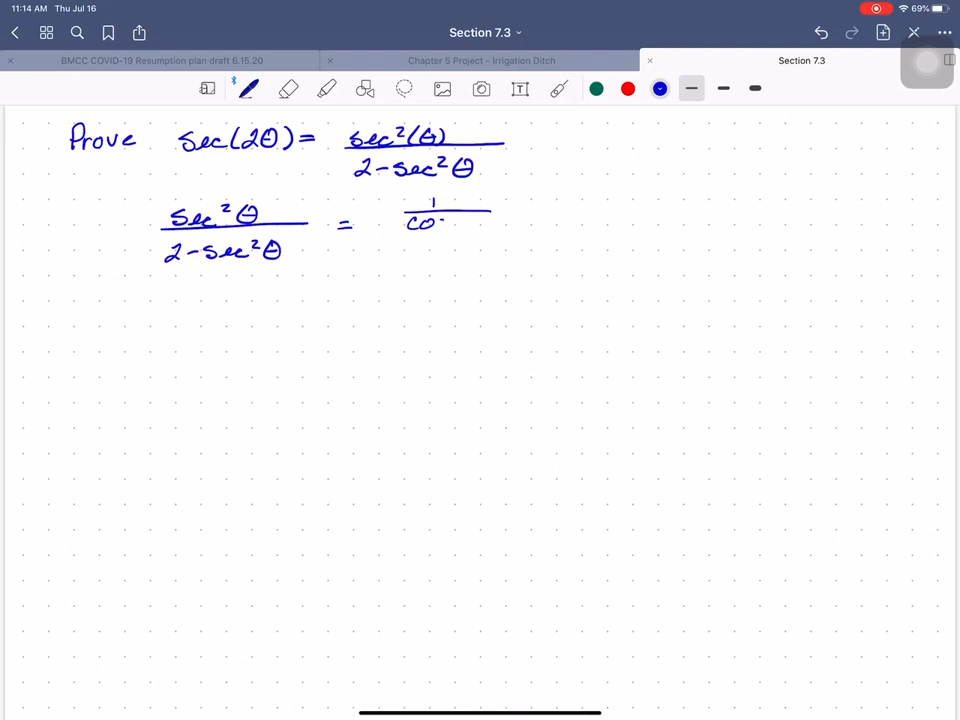 11:14 AM Thu Jul 16 69%
Section 7.3
BMCC COVID-19 Resumption plan draft 6.15.20 Chapter 5 Project - Irrigation Ditch Section 7.3
T
Prove sec(2θ) = sec²(θ) / 2 - sec²θ
sec²θ / 2 - sec²θ = 1 / co